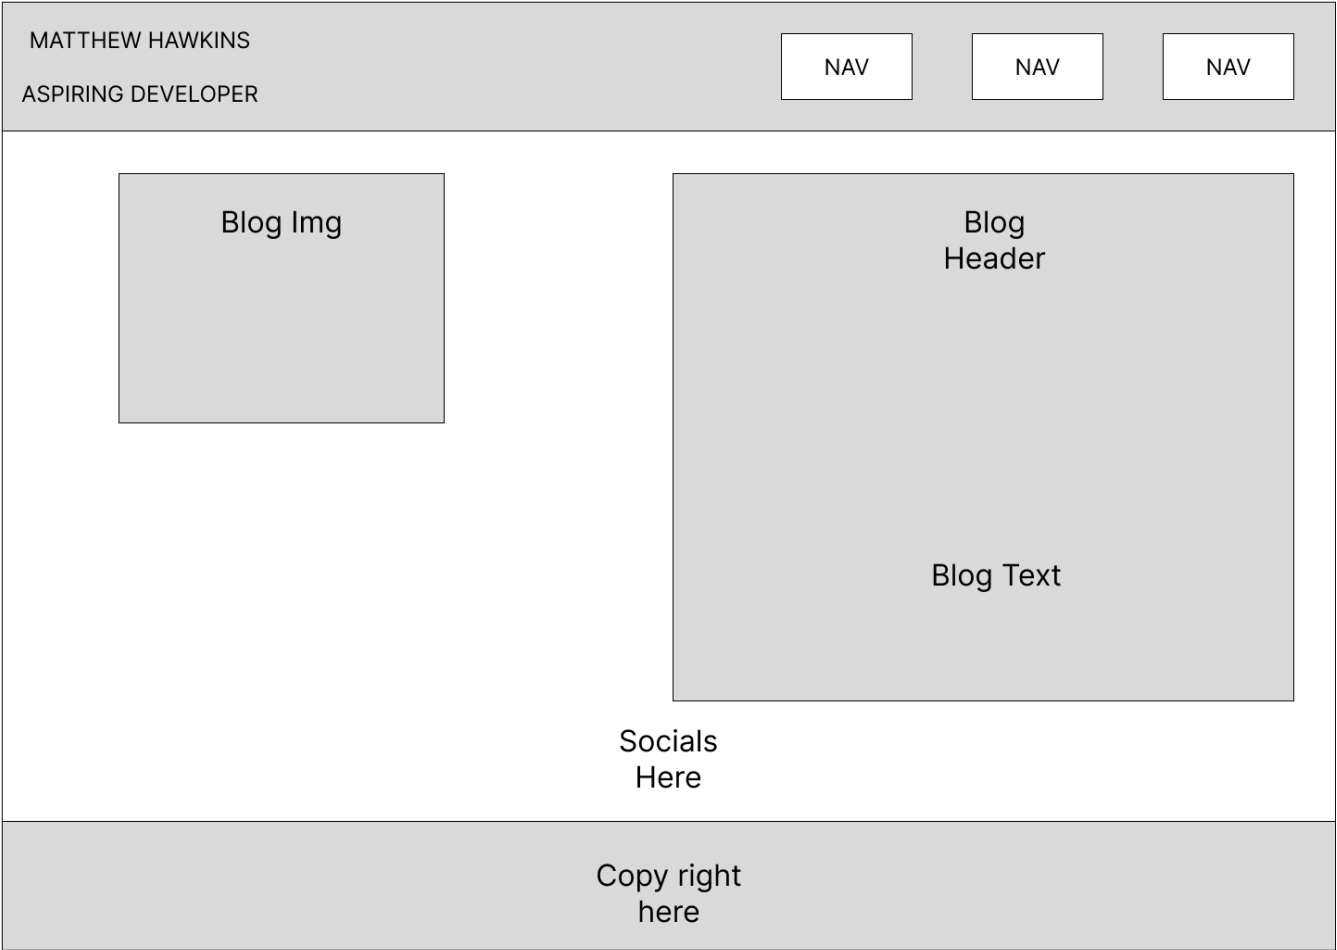 MATTHEW HAWKINS
ASPIRING DEVELOPER
NAV
NAV
NAV
Blog Img
Blog
Header
Blog Text
Socials
Here
Copy right
here